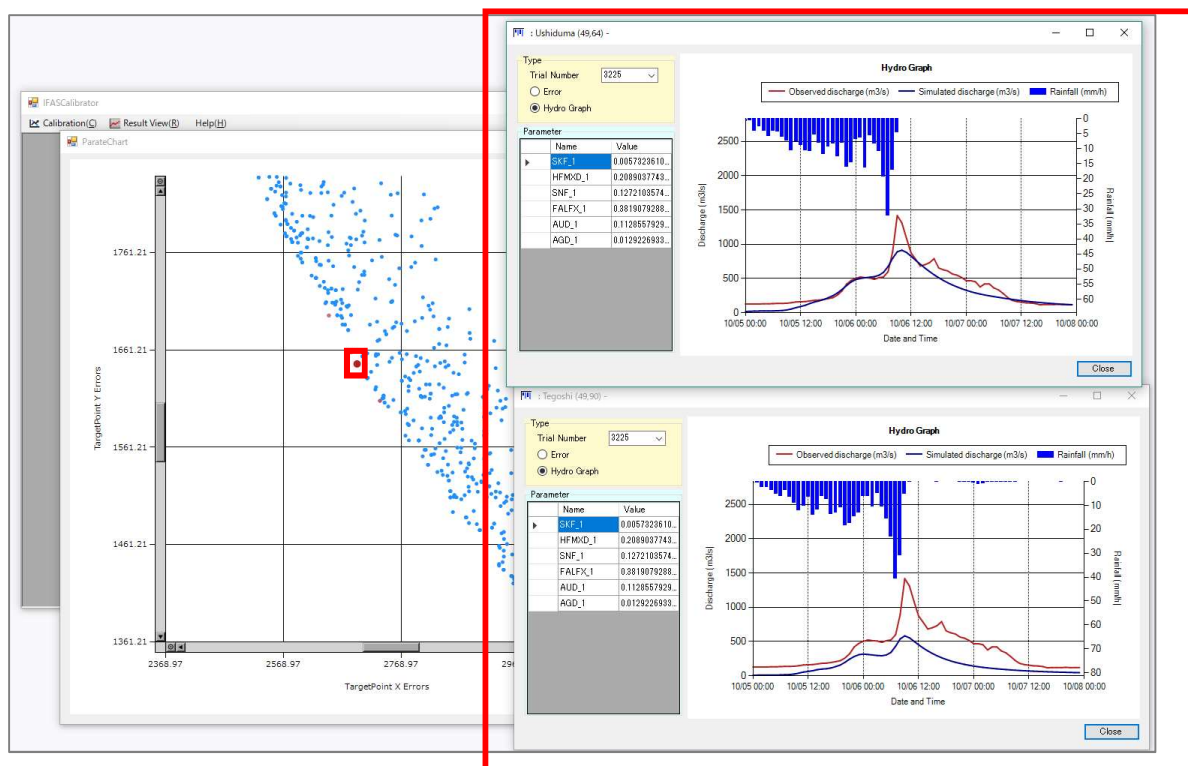 IFASCalibrator
Calibration(C) Result View(R) Help(H)
ParateChart
TargetPoint Y Errors
1761.21
1661.21
1561.21
1461.21
1361.21
2368.97 2568.97 2768.97
TargetPoint X Errors
: Ushiduma (49,64) -
Type
Trial Number 3225
Error
Hydro Graph
Parameter
Name Value
SKF_1 0.0057323610...
HFMXD_1 0.2089037743...
SNF_1 0.1272103574...
FALFX_1 0.3819079288...
AUD_1 0.1128557929...
AGD_1 0.0129226933...
Hydro Graph
Observed discharge (m3/s) Simulated discharge (m3/s) Rainfall (mm/h)
Discharge (m3/s)
2500
2000
1500
1000
500
0
0
5
10
15
20
25
30
35
40
45
50
55
60
Rainfall (mm/h)
10/05 00:00 10/05 12:00 10/06 00:00 10/06 12:00 10/07 00:00 10/07 12:00 10/08 00:00
Date and Time
Close
: Tegoshi (49,90) -
Type
Trial Number 3225
Error
Hydro Graph
Parameter
Name Value
SKF_1 0.0057323610...
HFMXD_1 0.2089037743...
SNF_1 0.1272103574...
FALFX_1 0.3819079288...
AUD_1 0.1128557929...
AGD_1 0.0129226933...
Hydro Graph
Observed discharge (m3/s) Simulated discharge (m3/s) Rainfall (mm/h)
Discharge (m3/s)
2500
2000
1500
1000
500
0
0
10
20
30
40
50
60
70
80
Rainfall (mm/h)
10/05 00:00 10/05 12:00 10/06 00:00 10/06 12:00 10/07 00:00 10/07 12:00 10/08 00:00
Date and Time
Close